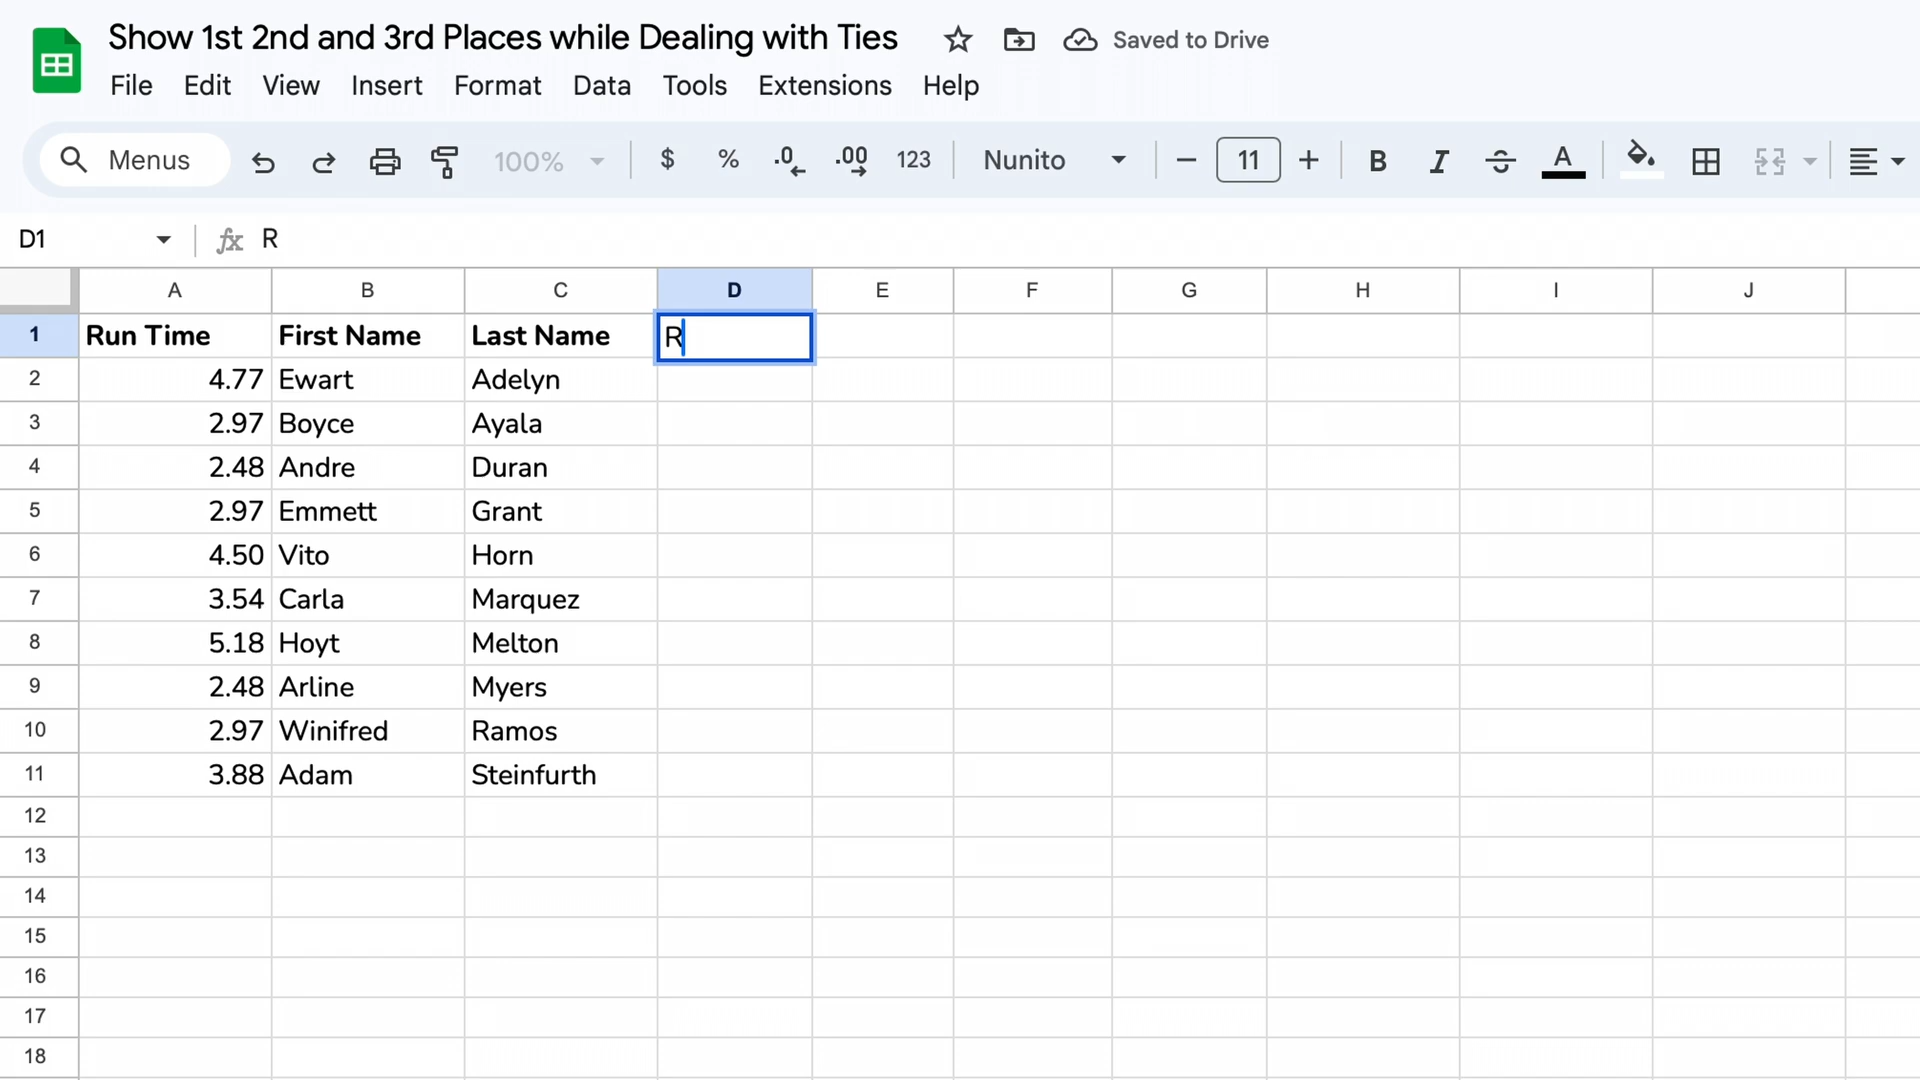 Show 1st 2nd and 3rd Places while Dealing with Ties Saved to Drive
File Edit View Insert Format Data Tools Extensions Help
Menus 100% $ % .0 .00 123 Nunito 11 B I S A
D1 fx R
A B C D E F G H I J
1 Run Time First Name Last Name R
2 4.77 Ewart Adelyn
3 2.97 Boyce Ayala
4 2.48 Andre Duran
5 2.97 Emmett Grant
6 4.50 Vito Horn
7 3.54 Carla Marquez
8 5.18 Hoyt Melton
9 2.48 Arline Myers
10 2.97 Winifred Ramos
11 3.88 Adam Steinfurth
12
13
14
15
16
17
18